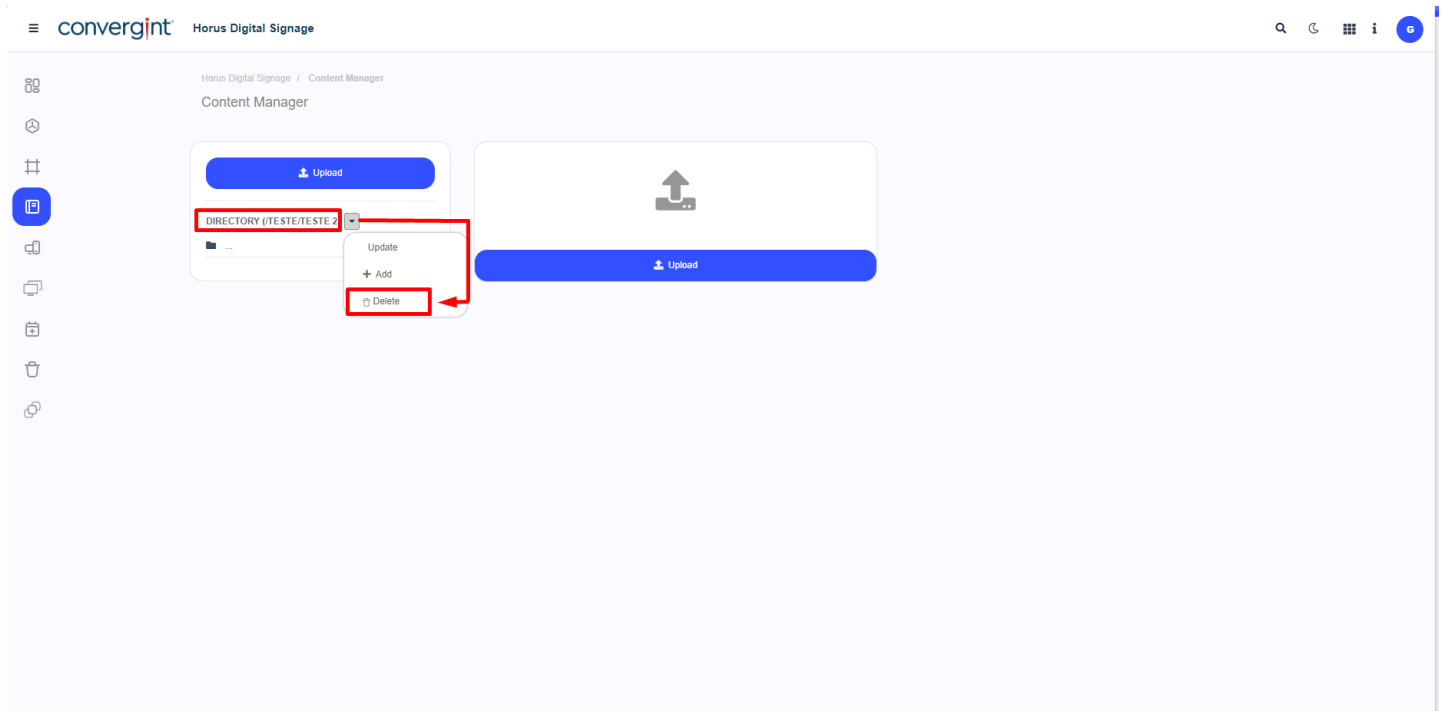 convergint Horus Digital Signage
i G
Horus Digital Signage / Content Manager
Content Manager
Upload
DIRECTORY (/TESTE/TESTE 2
...
Update
+ Add
Delete
Upload